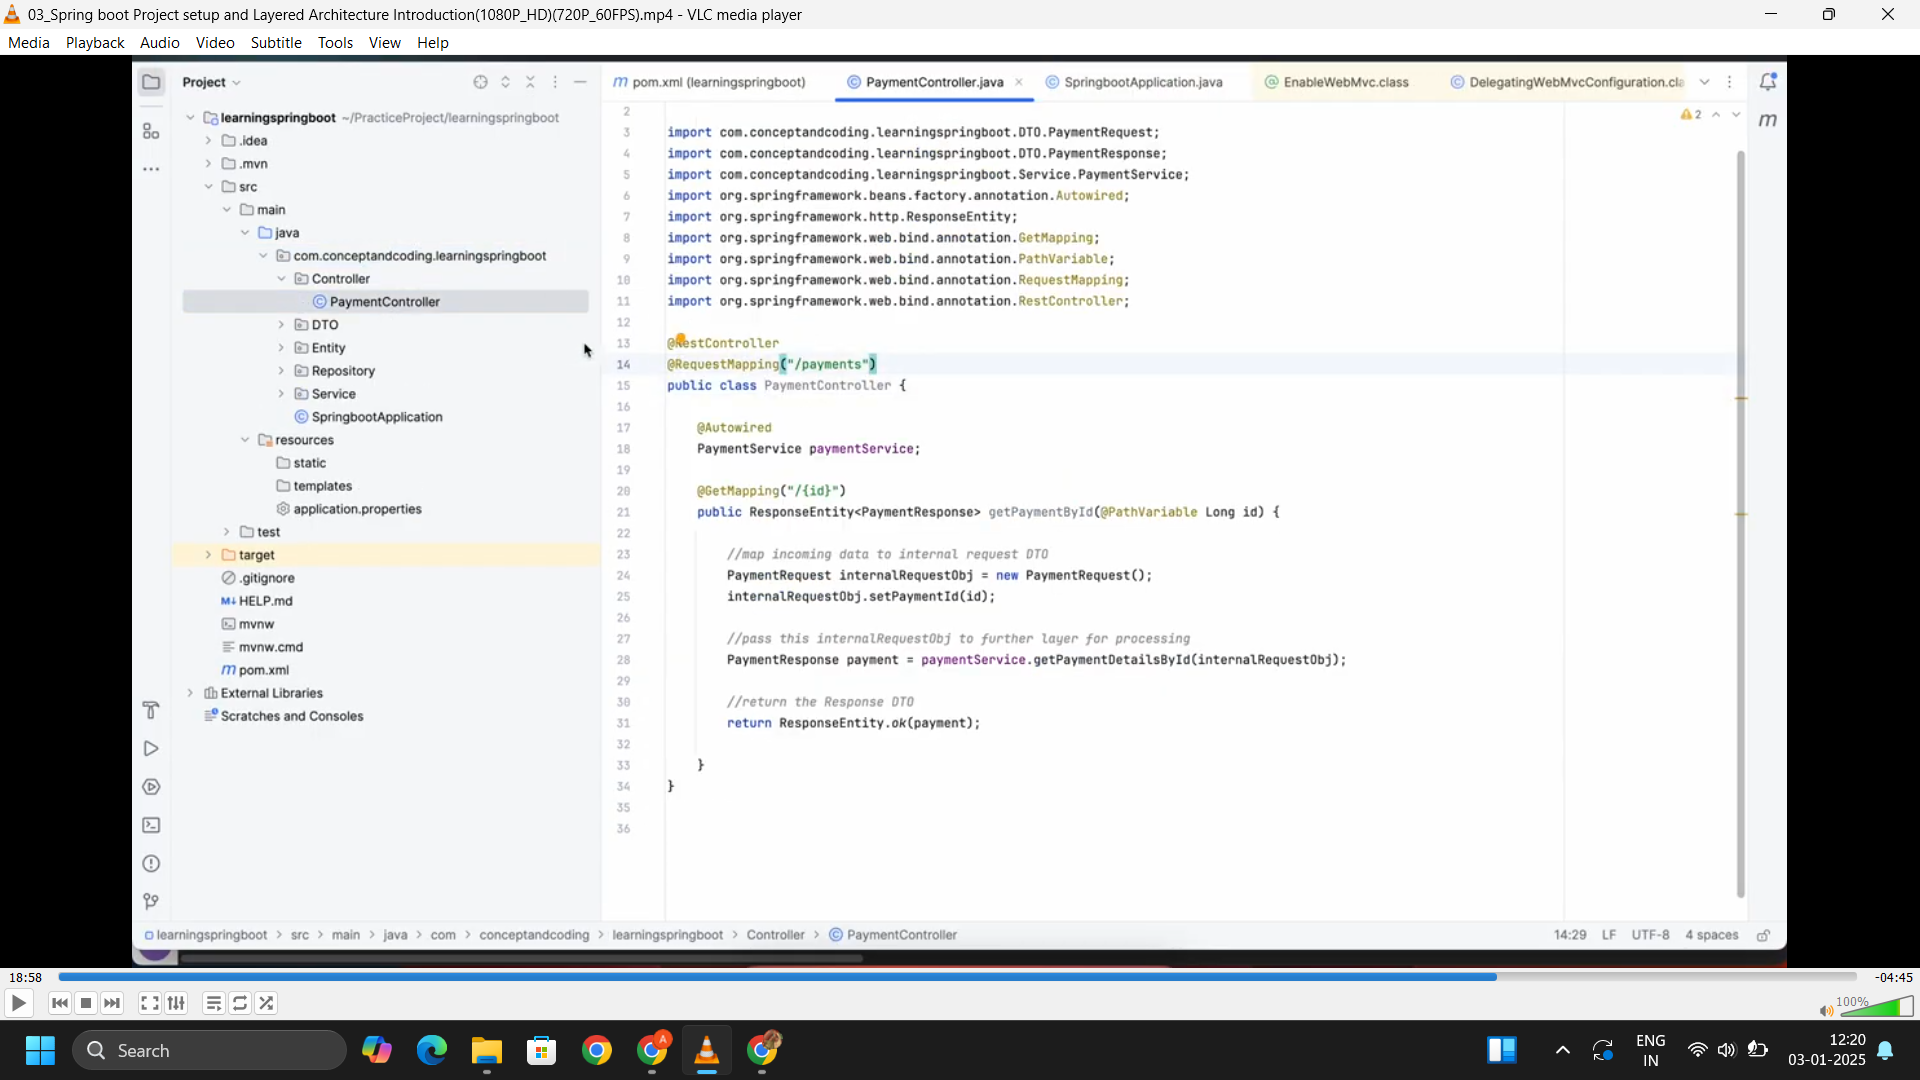 03_Spring boot Project setup and Layered Architecture Introduction(1080P_HD)(720P_60FPS).mp4 - VLC media player
Media Playback Audio Video Subtitle Tools View Help
Project
pom.xml (learningspringboot) PaymentController.java SpringbootApplication.java EnableWebMvc.class DelegatingWebMvcConfiguration.cla
learningspringboot ~/PracticeProject/learningspringboot
.idea
.mvn
src
main
java
com.conceptandcoding.learningspringboot
Controller
PaymentController
DTO
Entity
Repository
Service
SpringbootApplication
resources
static
templates
application.properties
test
target
.gitignore
HELP.md
mvnw
mvnw.cmd
pom.xml
External Libraries
Scratches and Consoles
2
2
3 import com.conceptandcoding.learningspringboot.DTO.PaymentRequest;
4 import com.conceptandcoding.learningspringboot.DTO.PaymentResponse;
5 import com.conceptandcoding.learningspringboot.Service.PaymentService;
6 import org.springframework.beans.factory.annotation.Autowired;
7 import org.springframework.http.ResponseEntity;
8 import org.springframework.web.bind.annotation.GetMapping;
9 import org.springframework.web.bind.annotation.PathVariable;
10 import org.springframework.web.bind.annotation.RequestMapping;
11 import org.springframework.web.bind.annotation.RestController;
12
13 @RestController
14 @RequestMapping("/payments")
15 public class PaymentController {
16
17 @Autowired
18 PaymentService paymentService;
19
20 @GetMapping("/{id}")
21 public ResponseEntity<PaymentResponse> getPaymentById(@PathVariable Long id) {
22
23 //map incoming data to internal request DTO
24 PaymentRequest internalRequestObj = new PaymentRequest();
25 internalRequestObj.setPaymentId(id);
26
27 //pass this internalRequestObj to further layer for processing
28 PaymentResponse payment = paymentService.getPaymentDetailsById(internalRequestObj);
29
30 //return the Response DTO
31 return ResponseEntity.ok(payment);
32
33 }
34 }
35
36
learningspringboot > src > main > java > com > conceptandcoding > learningspringboot > Controller > PaymentController 14:29 LF UTF-8 4 spaces
18:58 -04:45
100%
Search
ENG
IN
12:20
03-01-2025